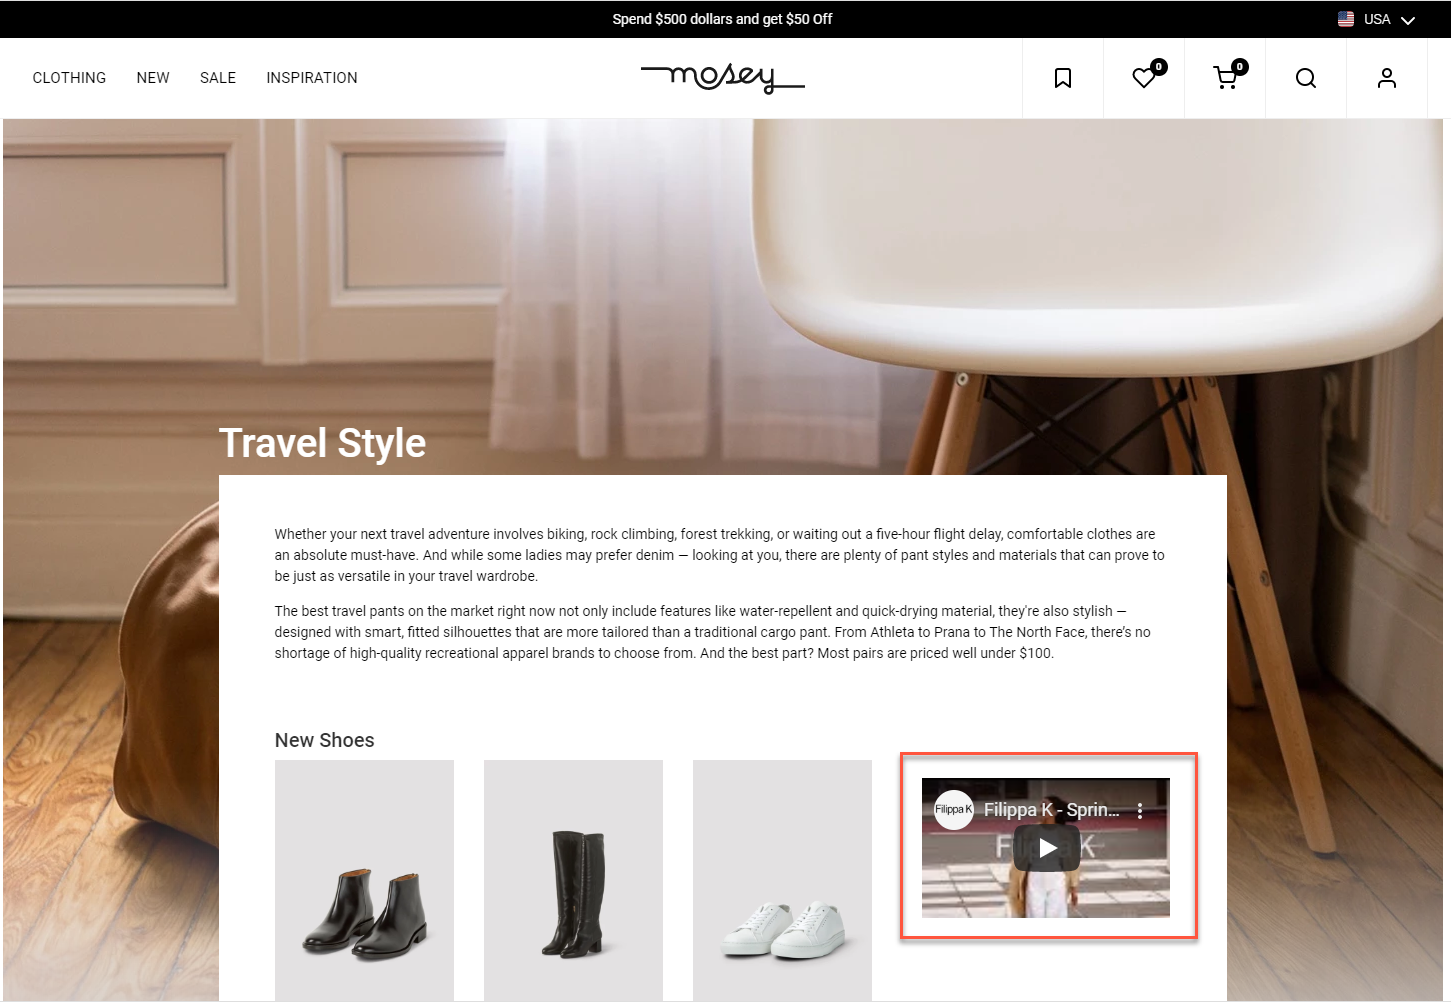 Spend $500 dollars and get $50 Off
USA
CLOTHING NEW SALE INSPIRATION
mosey
0
0
Travel Style
Whether your next travel adventure involves biking, rock climbing, forest trekking, or waiting out a five-hour flight delay, comfortable clothes are
an absolute must-have. And while some ladies may prefer denim — looking at you, there are plenty of pant styles and materials that can prove to
be just as versatile in your travel wardrobe.
The best travel pants on the market right now not only include features like water-repellent and quick-drying material, they're also stylish —
designed with smart, fitted silhouettes that are more tailored than a traditional cargo pant. From Athleta to Prana to The North Face, there’s no
shortage of high-quality recreational apparel brands to choose from. And the best part? Most pairs are priced well under $100.
New Shoes
Filippa K
Filippa K - Sprin...